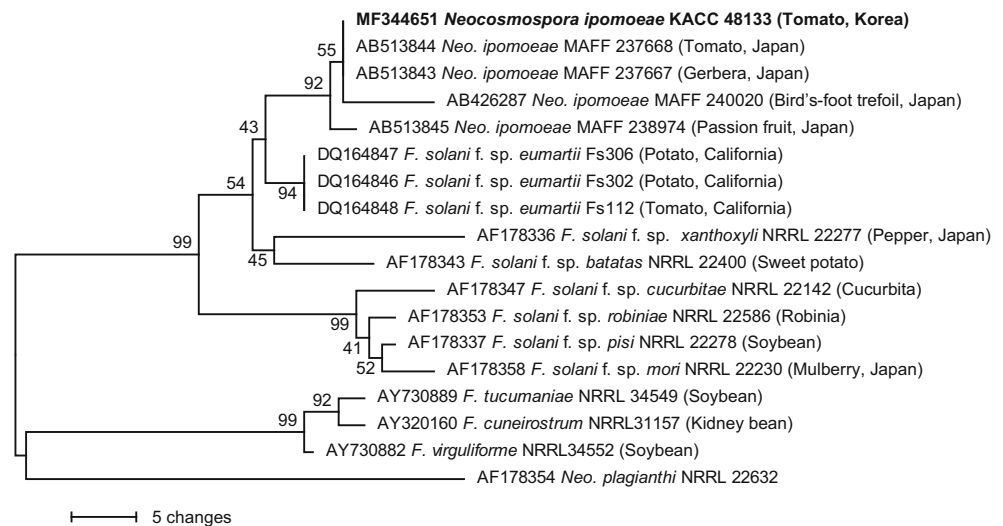 MF344651 Neocosmospora ipomoeae KACC 48133 (Tomato, Korea)
55
AB513844 Neo. ipomoeae MAFF 237668 (Tomato, Japan)
AB513843 Neo. ipomoeae MAFF 237667 (Gerbera, Japan)
92
AB426287 Neo. ipomoeae MAFF 240020 (Bird's-foot trefoil, Japan)
43
AB513845 Neo. ipomoeae MAFF 238974 (Passion fruit, Japan)
DQ164847 F. solani f. sp. eumartii Fs306 (Potato, California)
54
DQ164846 F. solani f. sp. eumartii Fs302 (Potato, California)
94
DQ164848 F. solani f. sp. eumartii Fs112 (Tomato, California)
99
AF178336 F. solani f. sp. xanthoxyli NRRL 22277 (Pepper, Japan)
45
AF178343 F. solani f. sp. batatas NRRL 22400 (Sweet potato)
AF178347 F. solani f. sp. cucurbitae NRRL 22142 (Cucurbita)
99
AF178353 F. solani f. sp. robiniae NRRL 22586 (Robinia)
41
AF178337 F. solani f. sp. pisi NRRL 22278 (Soybean)
52
AF178358 F. solani f. sp. mori NRRL 22230 (Mulberry, Japan)
92
AY730889 F. tucumaniae NRRL 34549 (Soybean)
99
AY320160 F. cuneirostrum NRRL31157 (Kidney bean)
AY730882 F. virguliforme NRRL34552 (Soybean)
AF178354 Neo. plagianthi NRRL 22632
5 changes